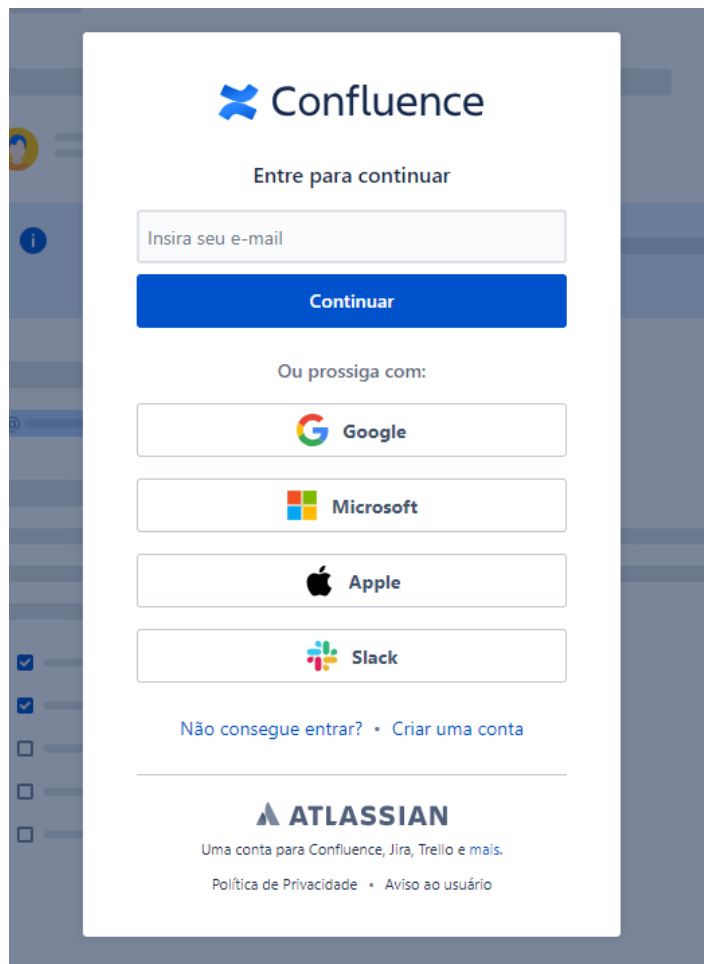 Confluence
Entre para continuar
Insira seu e-mail
Continuar
Ou prossiga com:
Google
Microsoft
Apple
Slack
Não consegue entrar? • Criar uma conta
ATLASSIAN
Uma conta para Confluence, Jira, Trello e mais.
Política de Privacidade • Aviso ao usuário